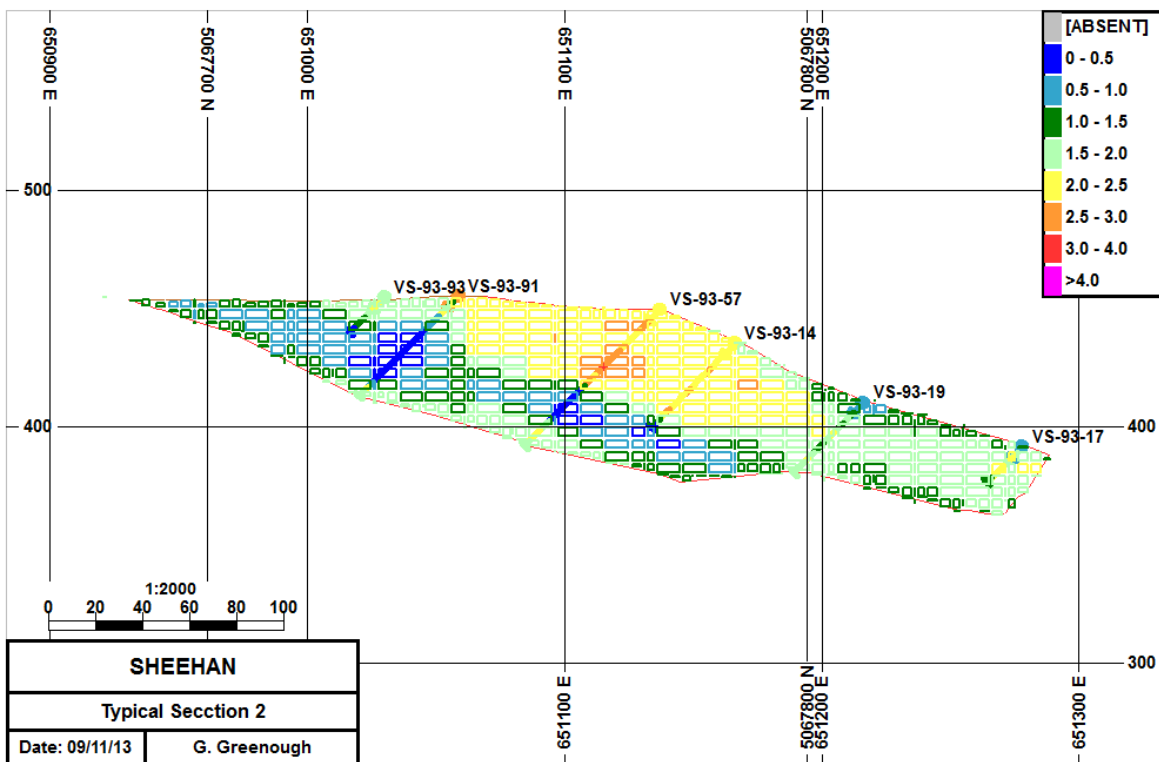 650900 E
5067700 N
651000 E
651100 E
5067800 N
651200 E
[ABSENT]
0 - 0.5
0.5 - 1.0
1.0 - 1.5
1.5 - 2.0
2.0 - 2.5
2.5 - 3.0
3.0 - 4.0
>4.0
500
VS-93-93
VS-93-91
VS-93-57
VS-93-14
VS-93-19
400
VS-93-17
1:2000
0 20 40 60 80 100
SHEEHAN
Typical Secction 2
Date: 09/11/13 G. Greenough
300
651100 E
5067800 N
651200 E
651300 E